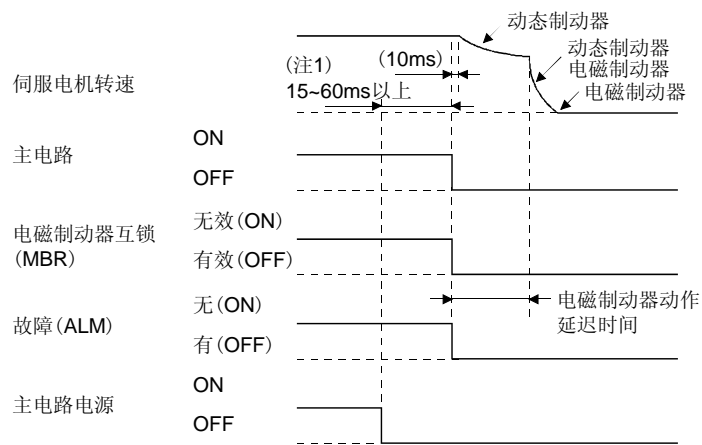 动态制动器
动态制动器
电磁制动器
电磁制动器
(注1)
(10ms)
15~60ms以上
伺服电机转速
主电路
ON
OFF
电磁制动器互锁
(MBR)
无效(ON)
有效(OFF)
电磁制动器动作
延迟时间
故障(ALM)
无(ON)
有(OFF)
主电路电源
ON
OFF